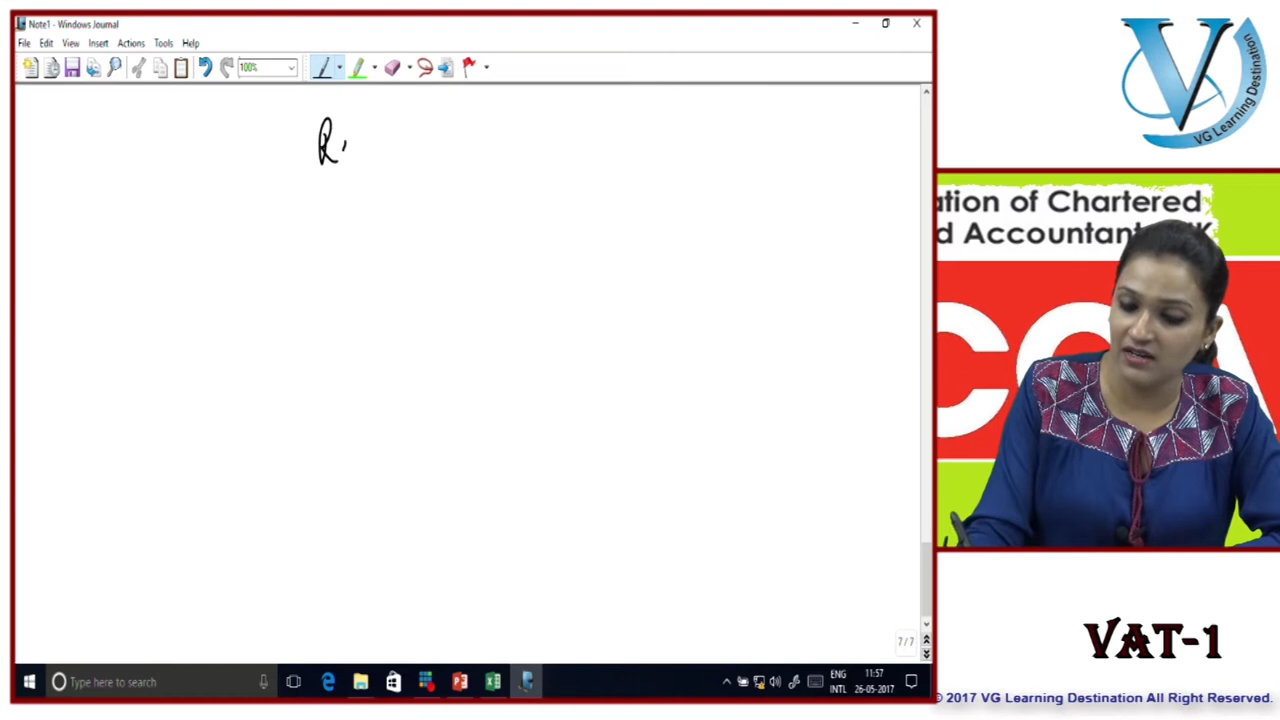 Note1 - Windows Journal
File Edit View Insert Actions Tools Help
100%
R
7/7
Type here to search
ENG
INTL
11:57
26-05-2017
V
VG Learning Destination
ation of Chartered
d Accountant
K
CCA
VAT-1
© 2017 VG Learning Destination All Right Reserved.